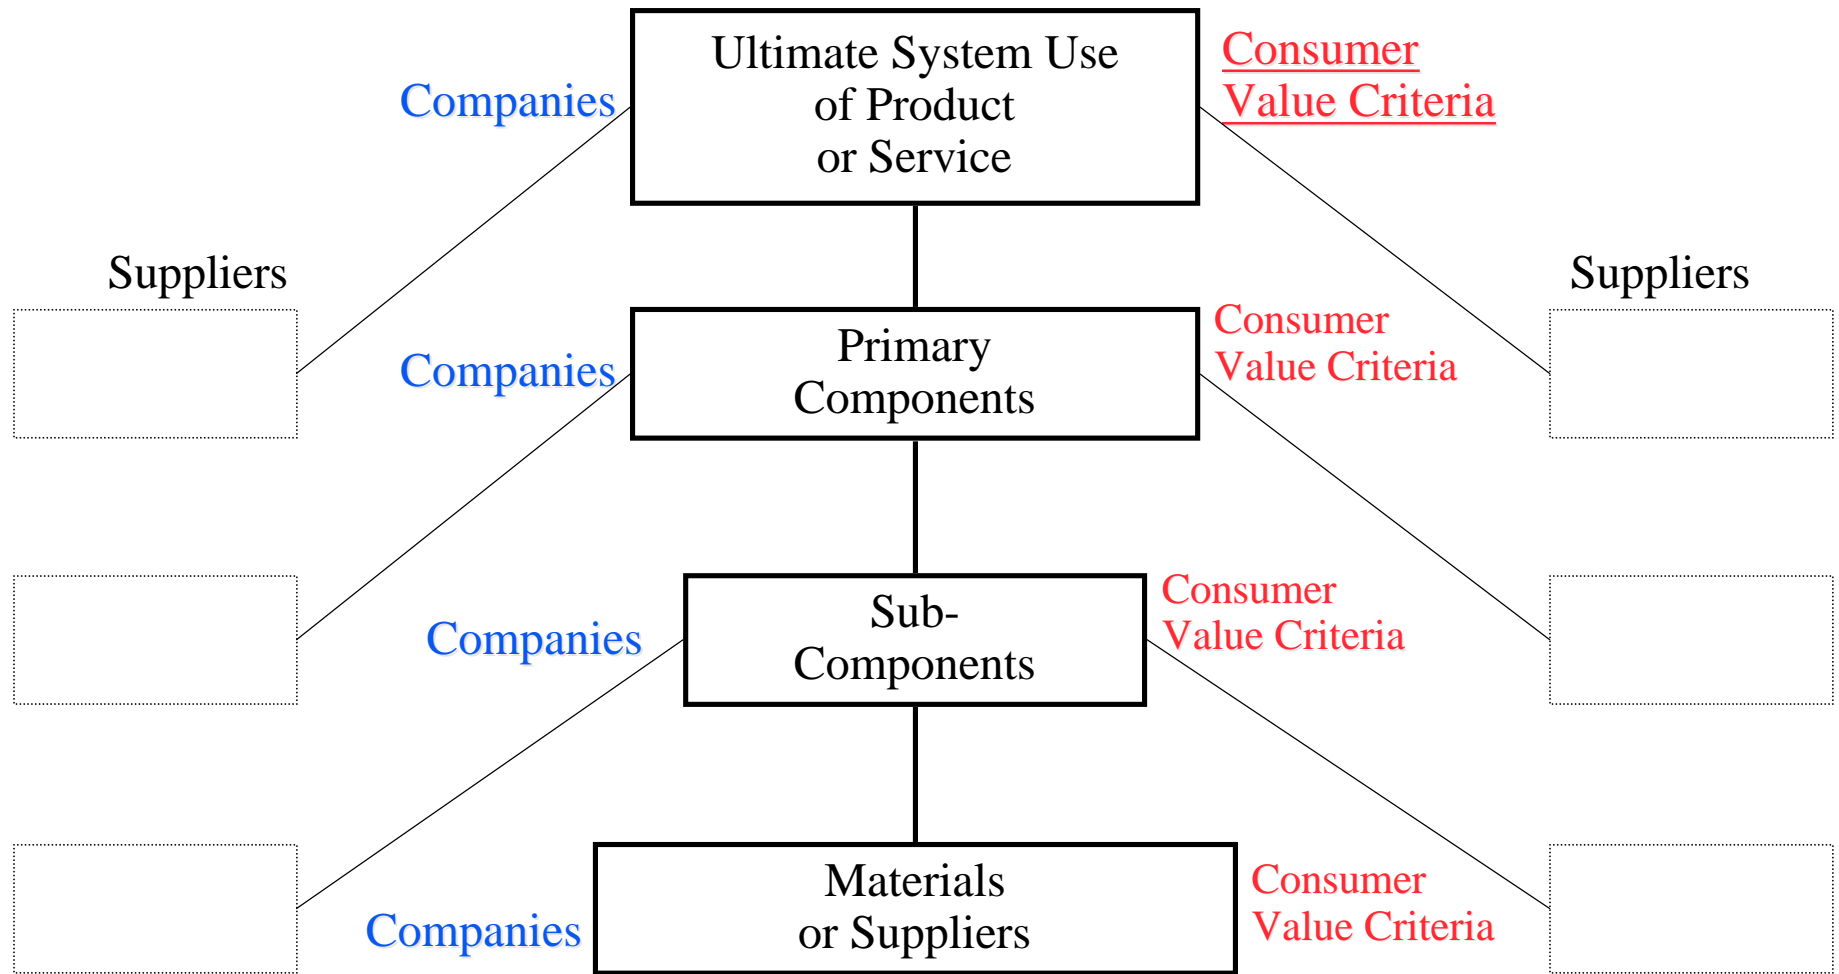 Ultimate System Use
of Product
or Service
Companies
Consumer
Value Criteria
Suppliers
Suppliers
Primary
Components
Companies
Consumer
Value Criteria
Sub-
Components
Companies
Consumer
Value Criteria
Materials
or Suppliers
Companies
Consumer
Value Criteria